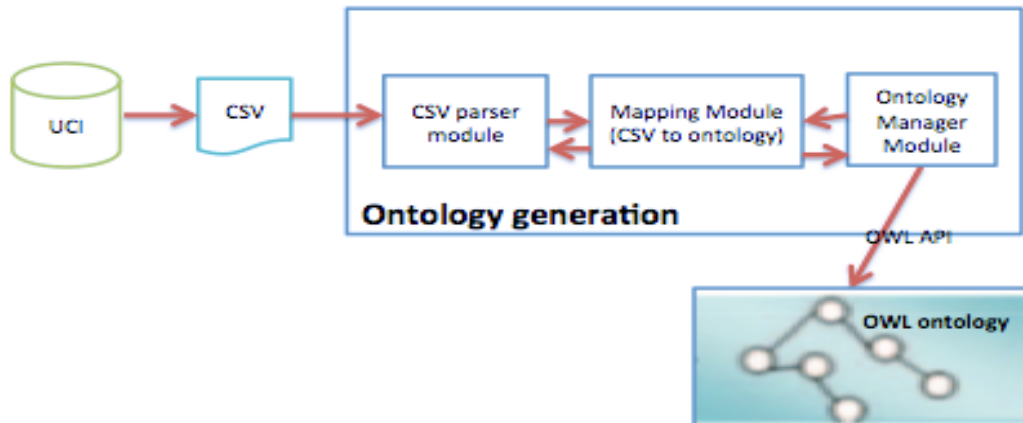 UCI
CSV
CSV parser
module
Mapping Module
(CSV to ontology)
Ontology
Manager
Module
Ontology generation
OWL API
OWL ontology